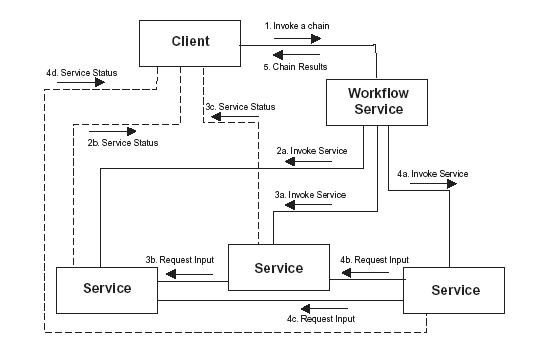 1. Invoke a chain
Client
5. Chain Results
4d. Service Status
Workflow
Service
3c. Service Status
2b. Service Status
2a. Invoke Service
4a. Invoke Service
3a. Invoke Service
3b. Request Input
4b. Request Input
Service
Service
Service
4c. Request Input